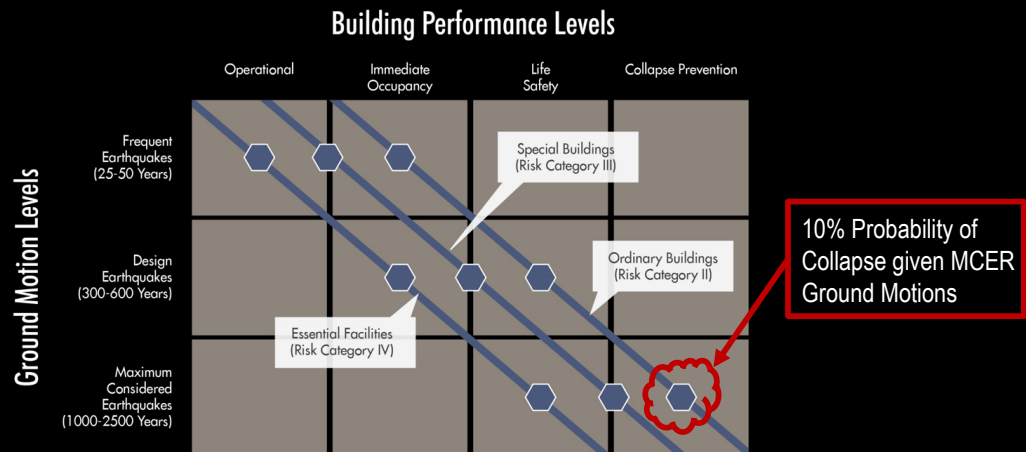 Building Performance Levels
Operational
Immediate
Occupancy
Life
Safety
Collapse Prevention
Ground Motion Levels
Frequent
Earthquakes
(25-50 Years)
Special Buildings
(Risk Category III)
10% Probability of
Collapse given MCER
Ground Motions
Design
Earthquakes
(300-600 Years)
Ordinary Buildings
(Risk Category II)
Essential Facilities
(Risk Category IV)
Maximum
Considered
Earthquakes
(1000-2500 Years)